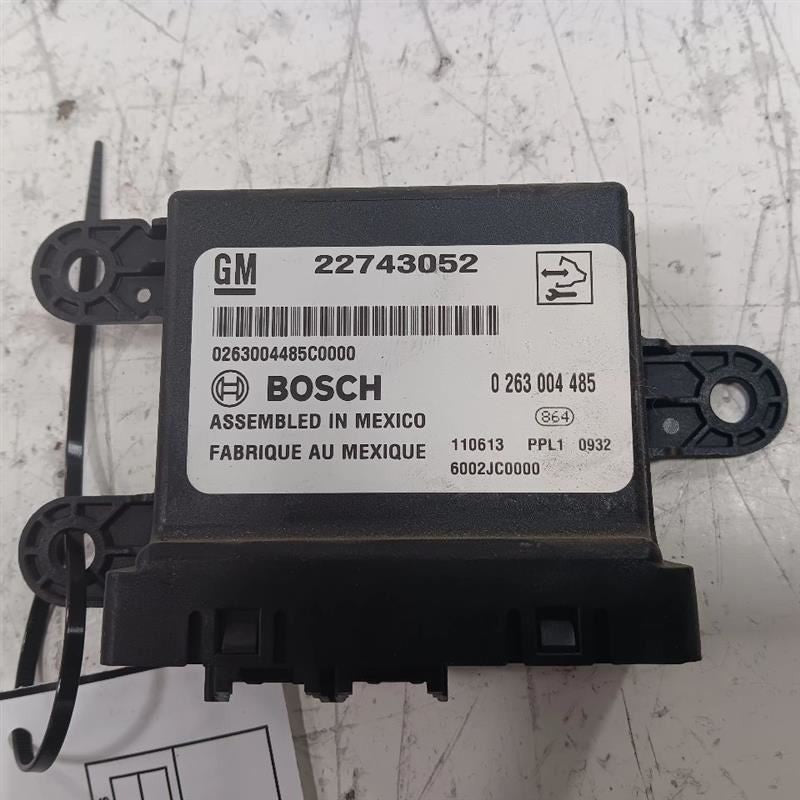 GM 22743052
0263004485C0000
BOSCH 0 263 004 485
ASSEMBLED IN MEXICO 864
FABRIQUE AU MEXIQUE 110613 PPL1 0932
6002JC0000